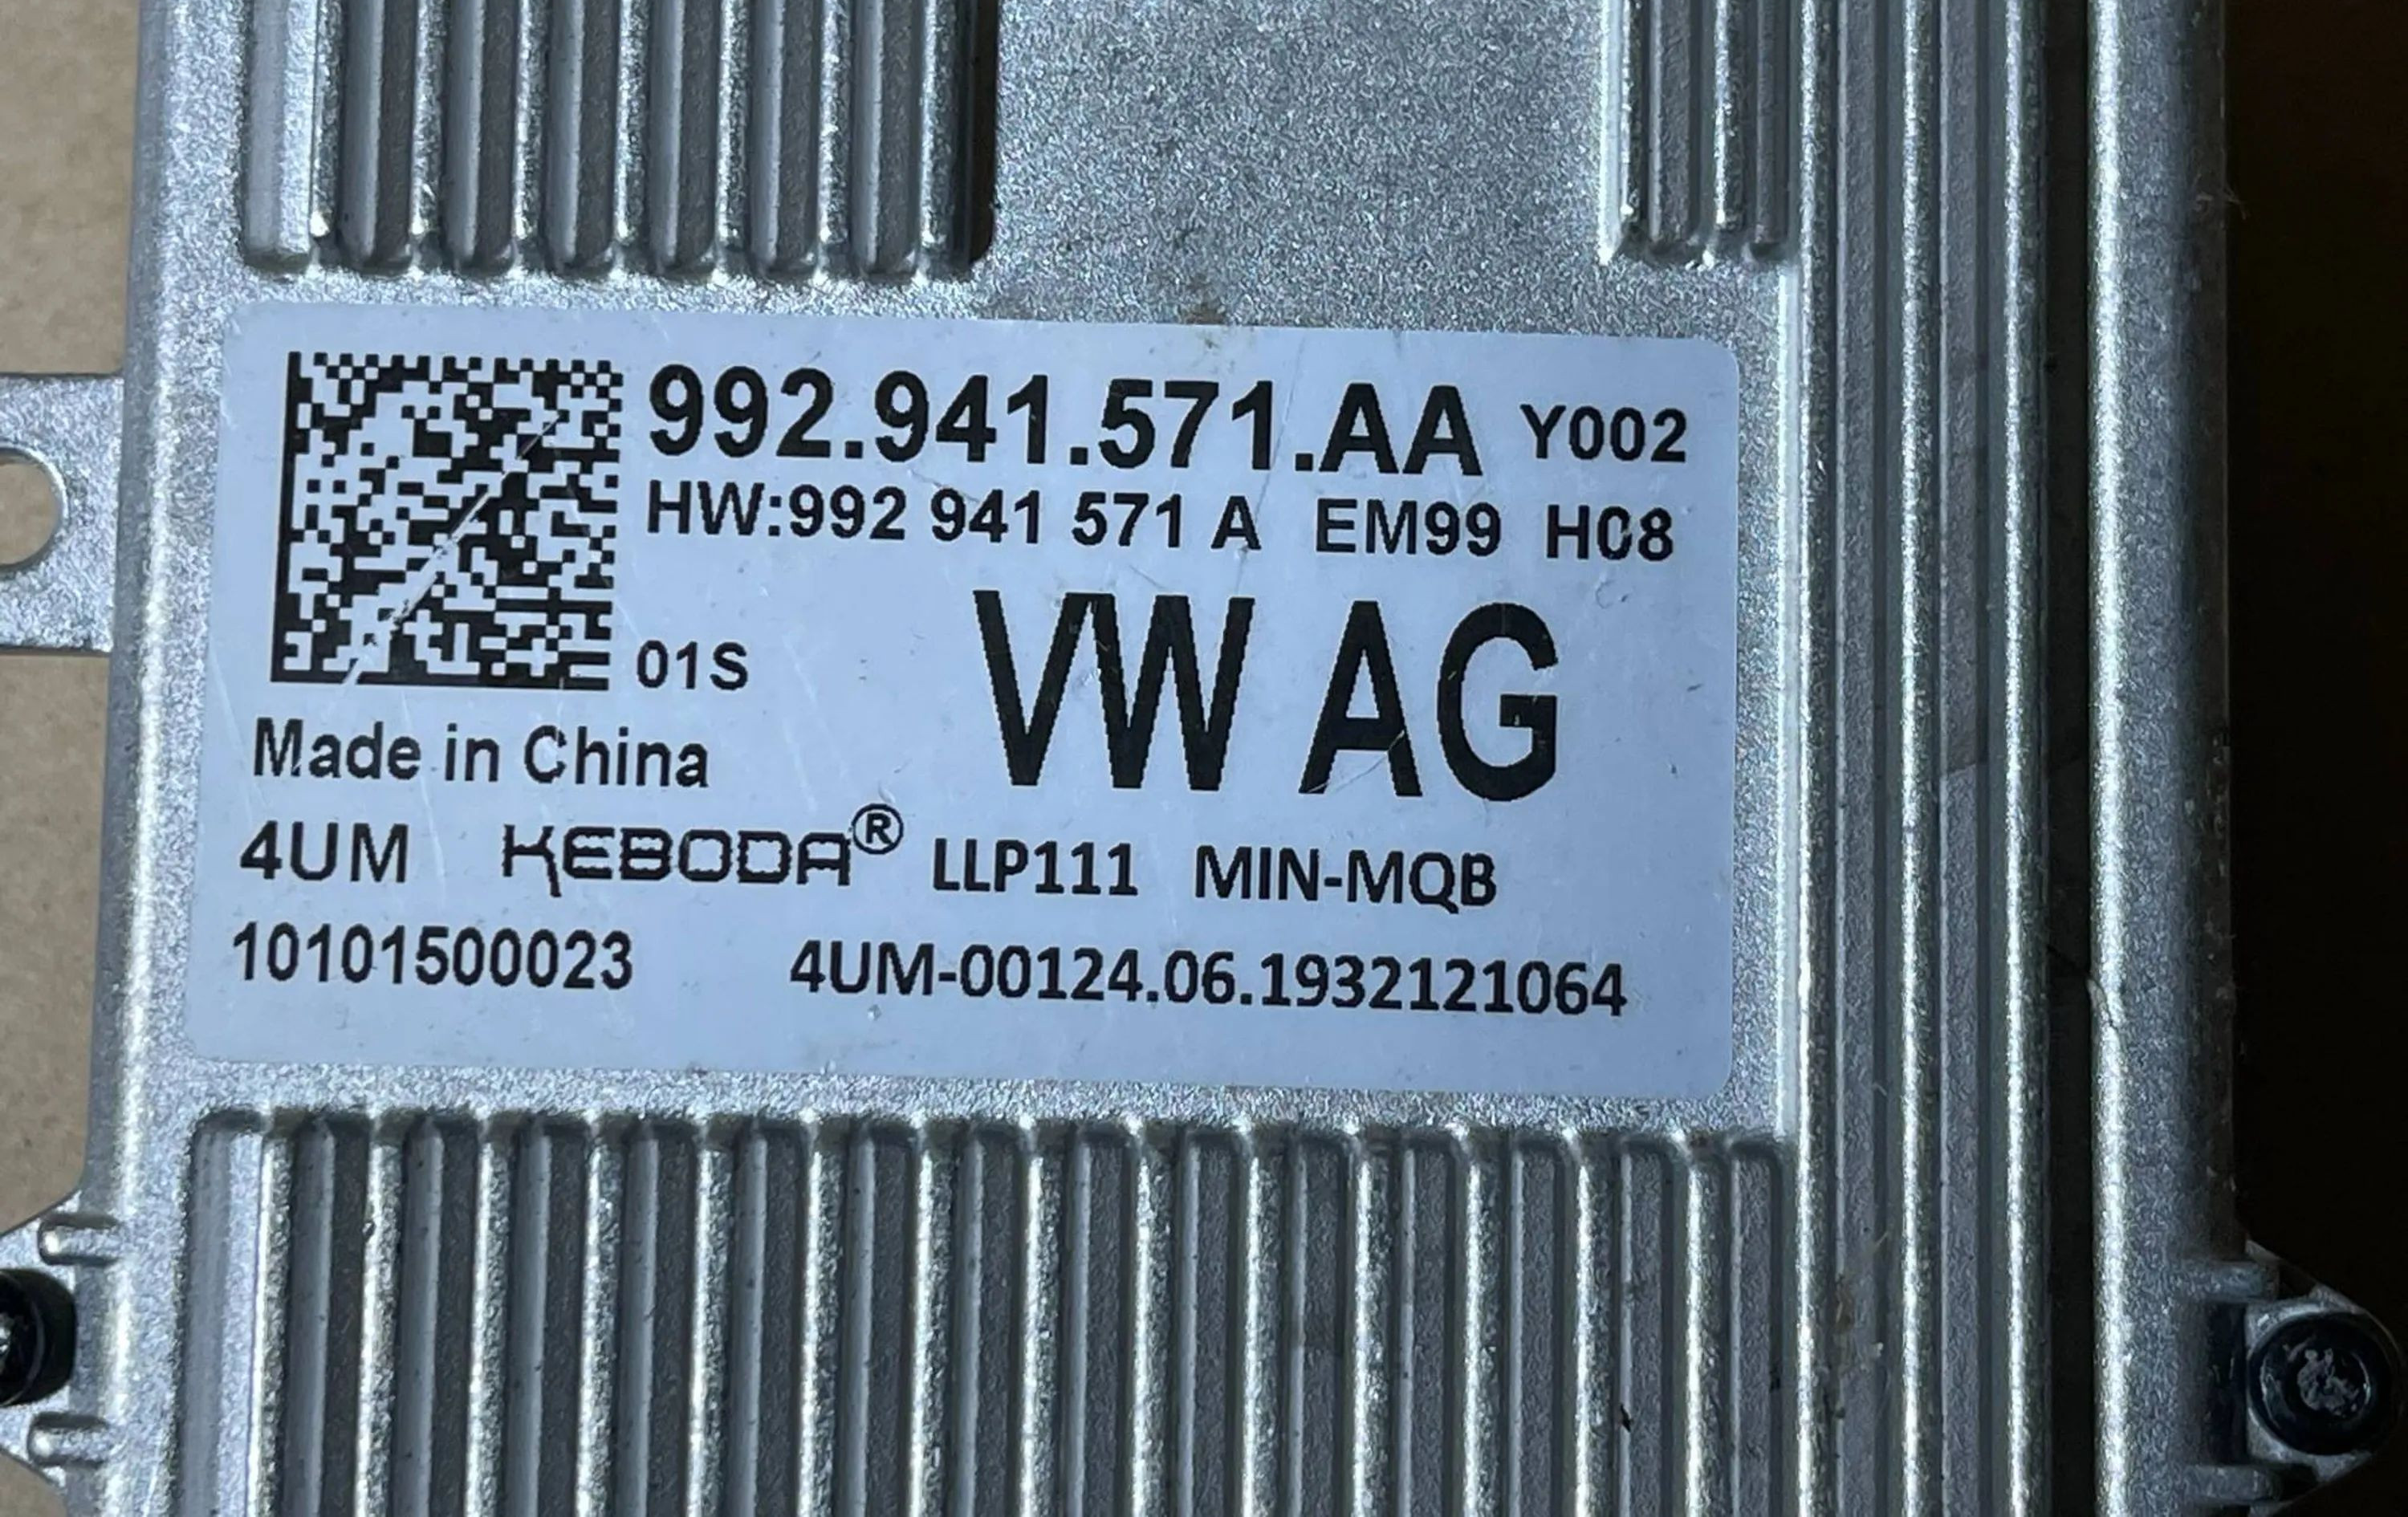 992.941.571.AA Y002
HW:992 941 571 A EM99 H08
VW AG
01S
Made in China
4UM KEBODA® LLP111 MIN-MQB
10101500023 4UM-00124.06.1932121064